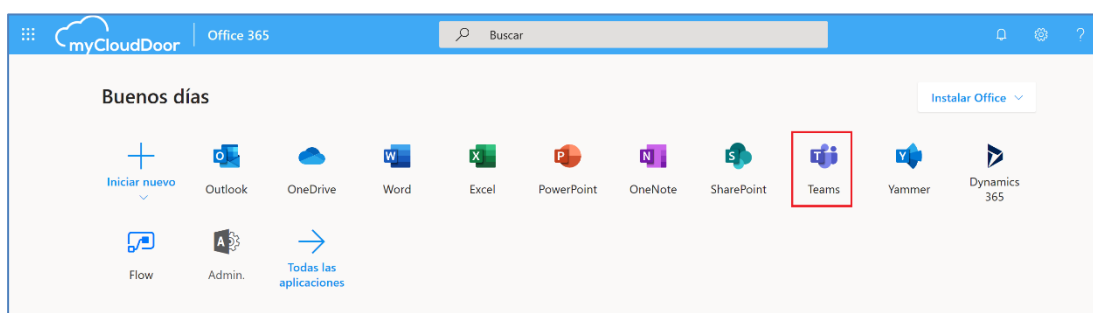 myCloudDoor Office 365 Buscar
Buenos días
Instalar Office
Iniciar nuevo
Outlook
OneDrive
Word
Excel
PowerPoint
OneNote
SharePoint
Teams
Yammer
Dynamics
365
Flow
Admin.
Todas las
aplicaciones